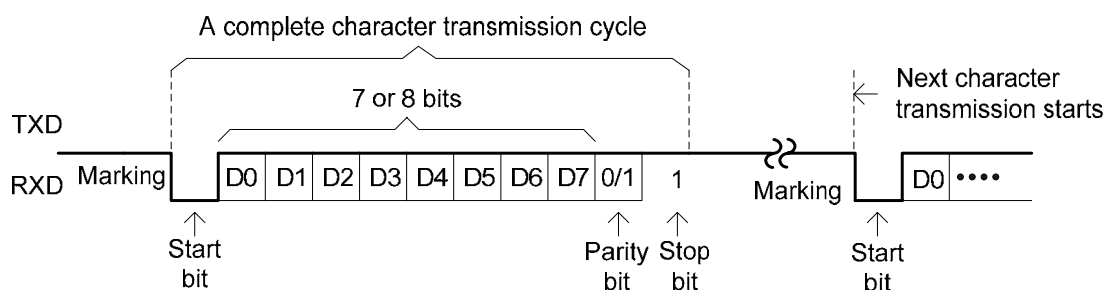 A complete character transmission cycle
Next character
transmission starts
7 or 8 bits
TXD
RXD
Marking
D0 D1 D2 D3 D4 D5 D6 D7 0/1 1
Marking
D0 ••••
Start
bit
Parity
bit
Stop
bit
Start
bit